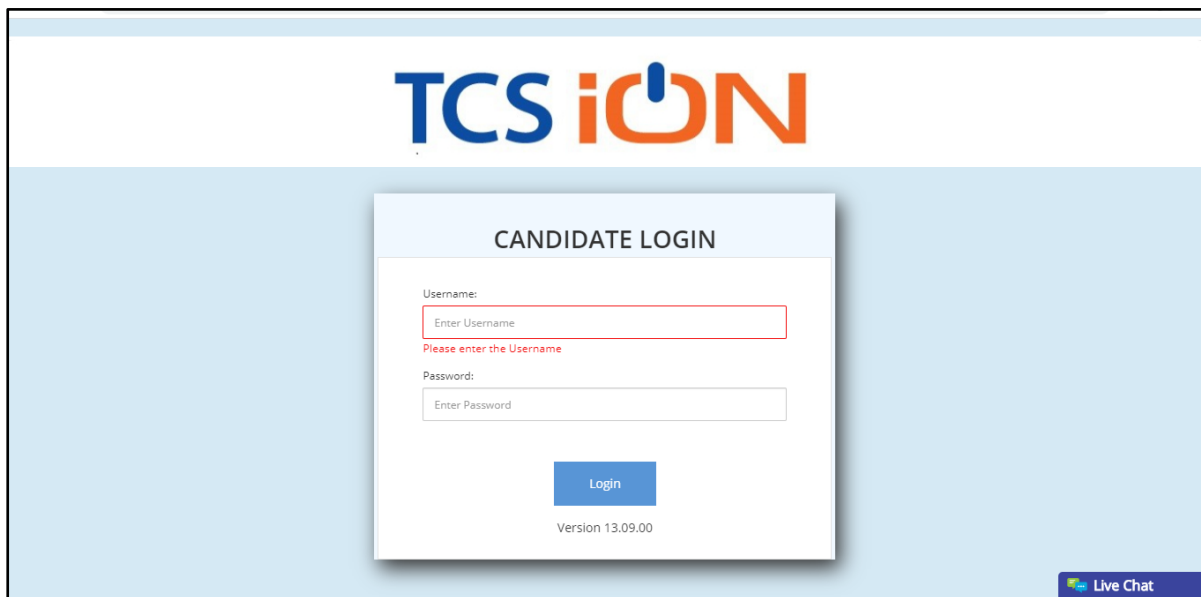 TCS iON
CANDIDATE LOGIN
Username:
Enter Username
Please enter the Username
Password:
Enter Password
Login
Version 13.09.00
Live Chat